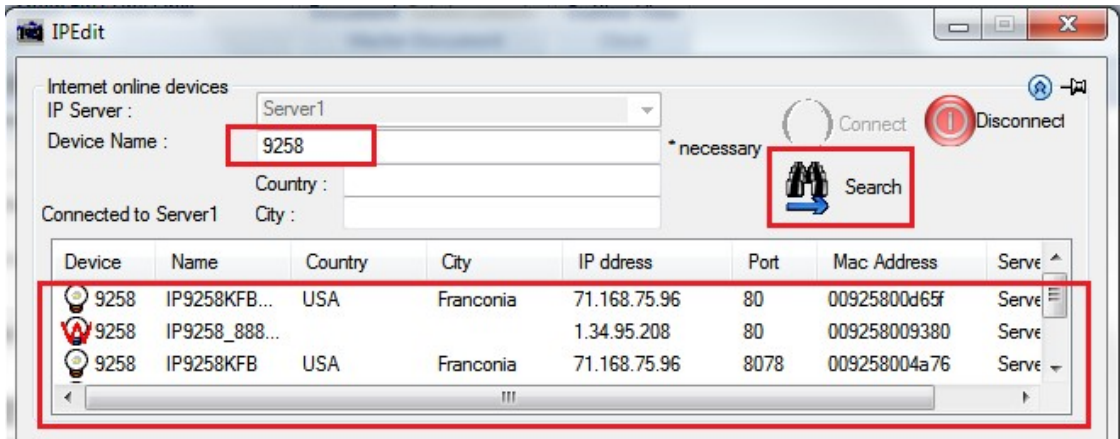 IPEdit
Internet online devices
IP Server : Server1
Connect Disconnect
Device Name : 9258 * necessary
Country : Search
Connected to Server1 City :
Device Name Country City IP ddress Port Mac Address Serve
9258 IP9258KFB... USA Franconia 71.168.75.96 80 00925800d65f Serve
9258 IP9258_888... 1.34.95.208 80 009258009380 Serve
9258 IP9258KFB USA Franconia 71.168.75.96 8078 009258004a76 Serve